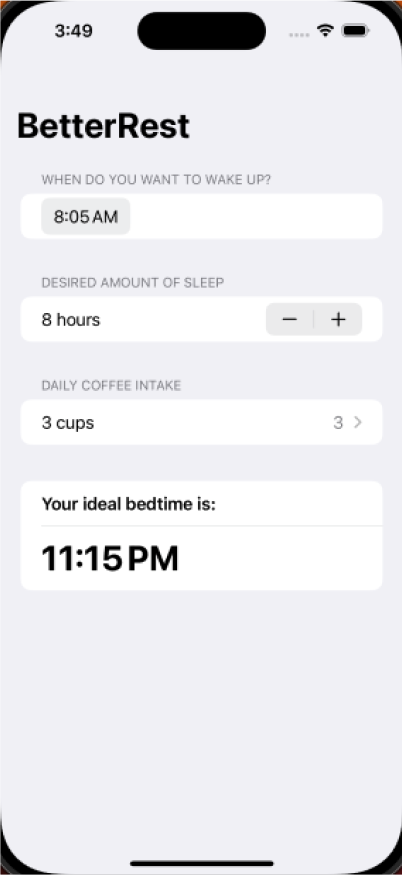 3:49
BetterRest
WHEN DO YOU WANT TO WAKE UP?
8:05 AM
DESIRED AMOUNT OF SLEEP
8 hours
DAILY COFFEE INTAKE
3 cups 3
Your ideal bedtime is:
11:15 PM